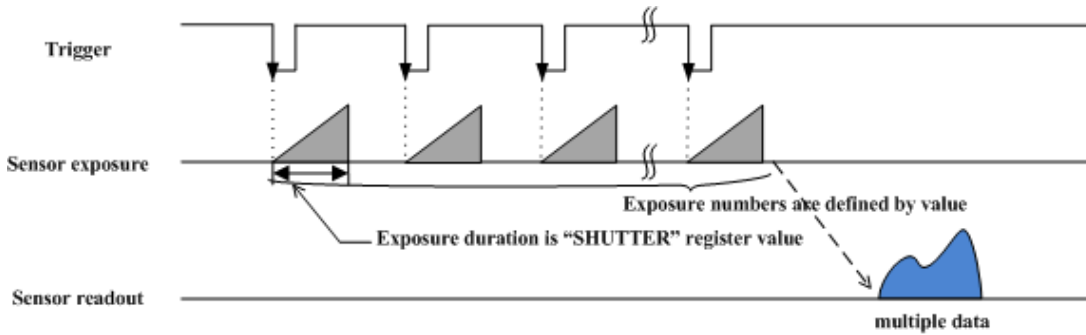 Trigger
Sensor exposure
Exposure numbers are defined by value
Exposure duration is “SHUTTER” register value
Sensor readout
multiple data